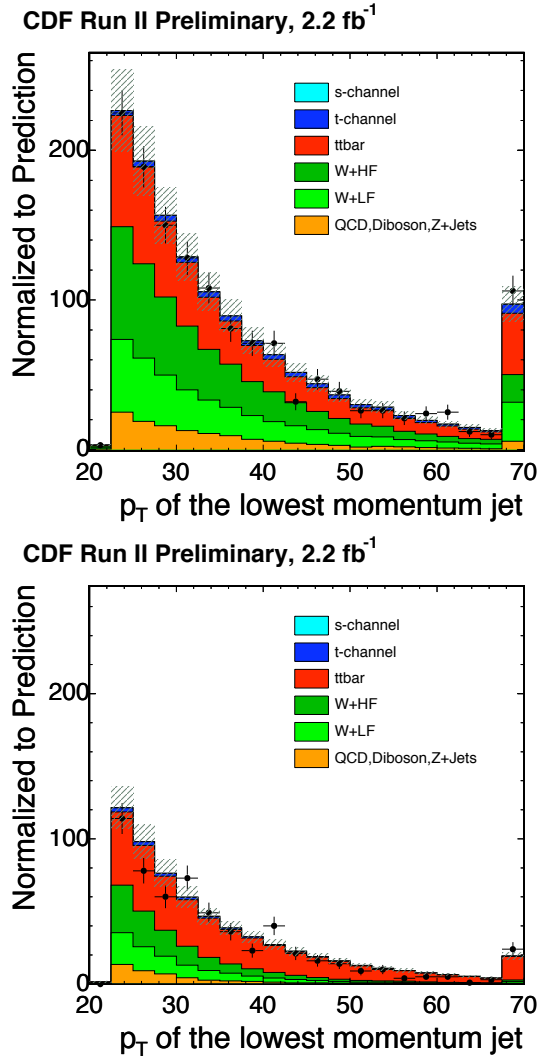 CDF Run II Preliminary, 2.2 fb-1
Normalized to Prediction
s-channel
t-channel
ttbar
W+HF
W+LF
QCD,Diboson,Z+Jets
200
100
0
20 30 40 50 60 70
pT of the lowest momentum jet
CDF Run II Preliminary, 2.2 fb-1
Normalized to Prediction
s-channel
t-channel
ttbar
W+HF
W+LF
QCD,Diboson,Z+Jets
200
100
0
20 30 40 50 60 70
pT of the lowest momentum jet